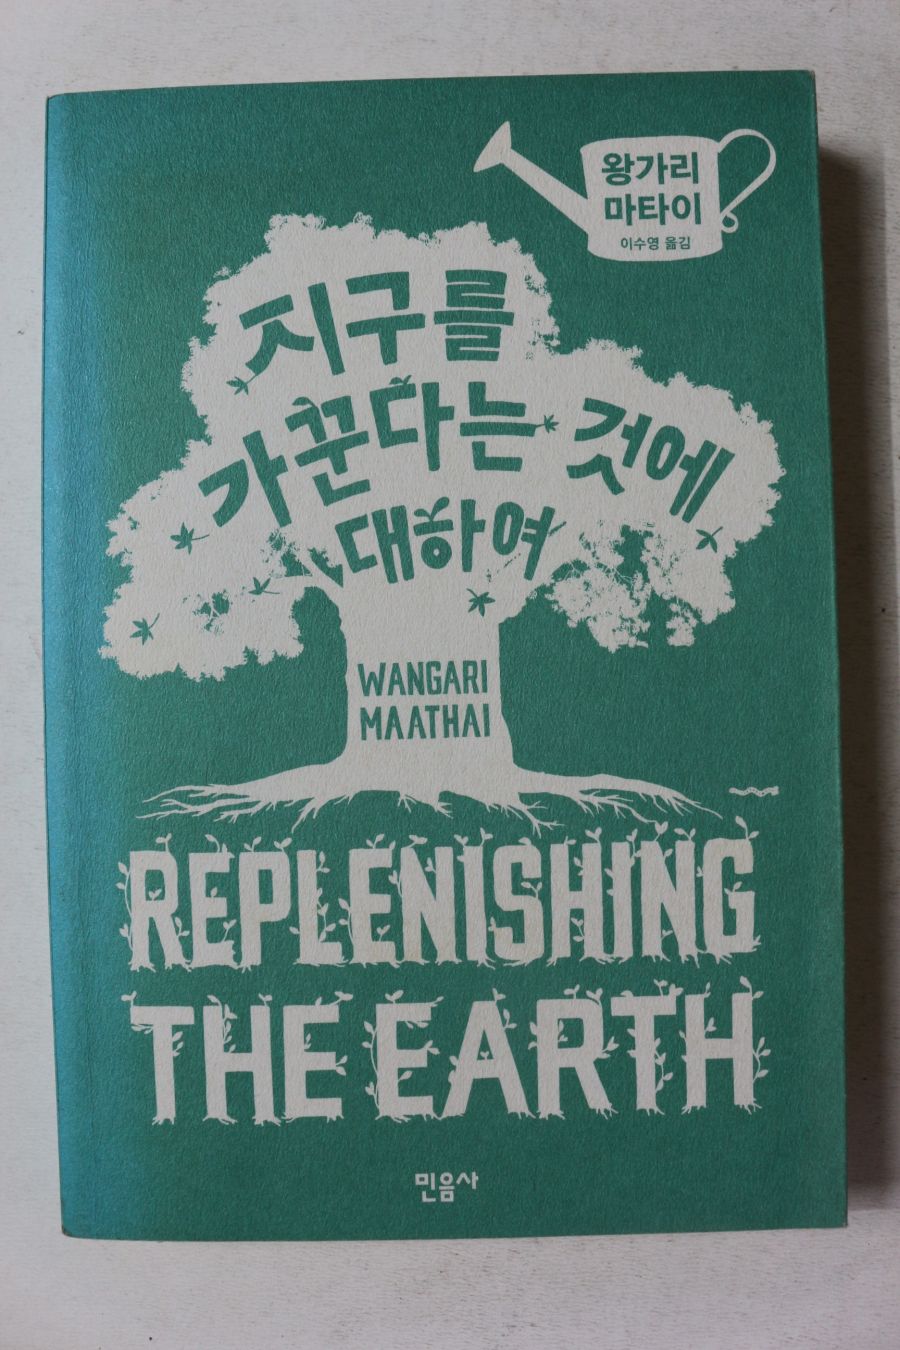 왕가리
마타이
이수영 옮김
지구를
가꾼다는 것에
대하여
WANGARI
MAATHAI
REPLENISHING
THE EARTH
민음사